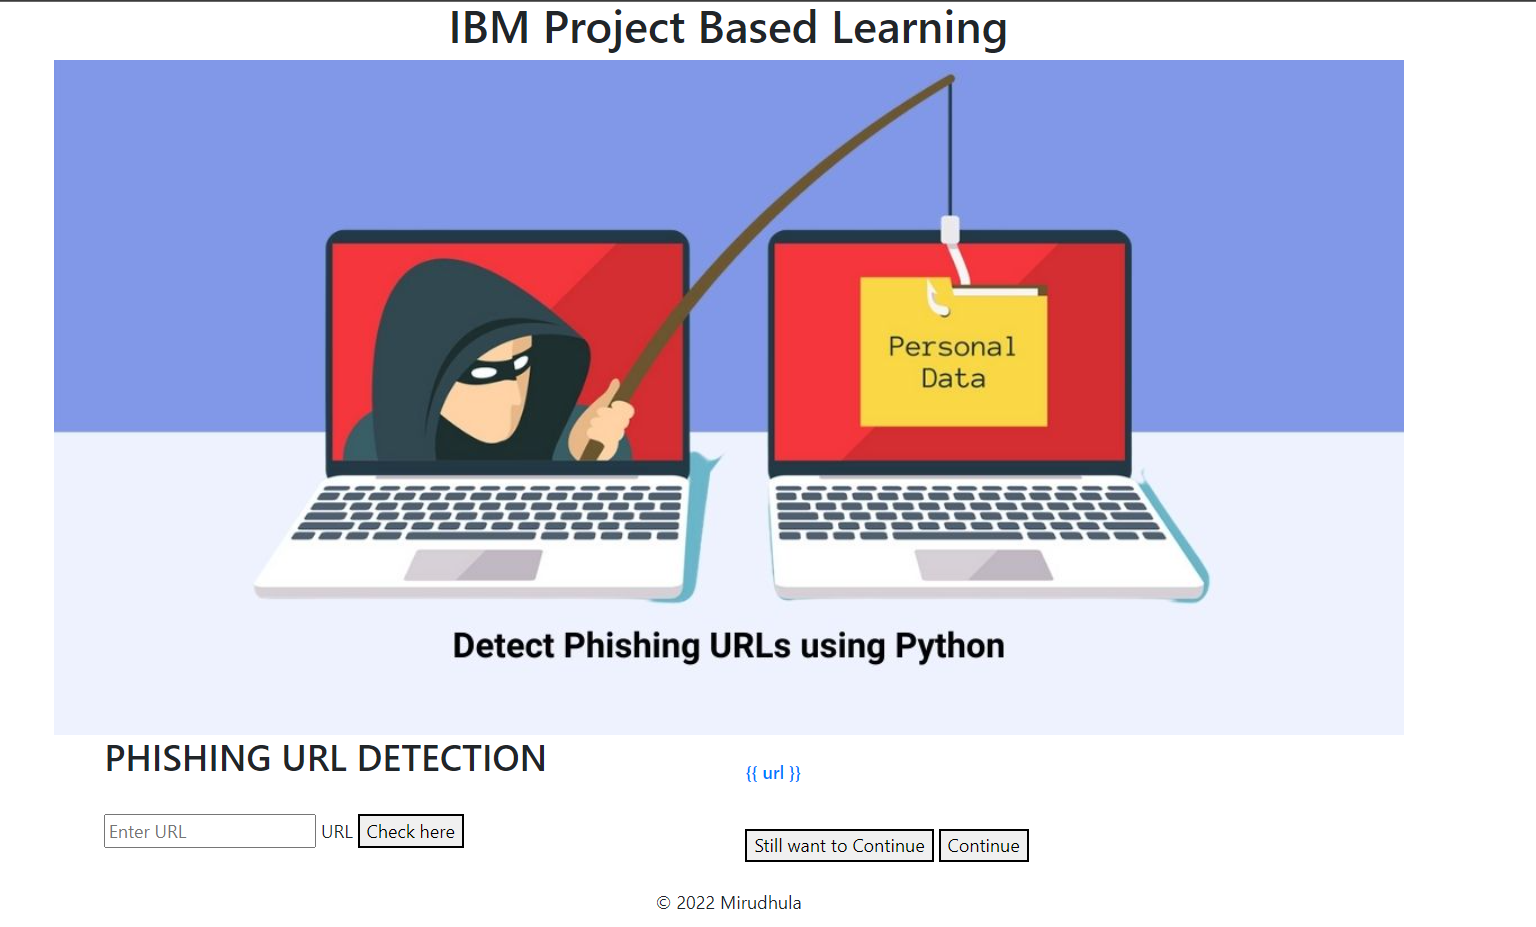 IBM Project Based Learning
Personal
Data
Detect Phishing URLs using Python
PHISHING URL DETECTION
{{ url }}
Enter URL URL Check here
Still want to Continue Continue
© 2022 Mirudhula